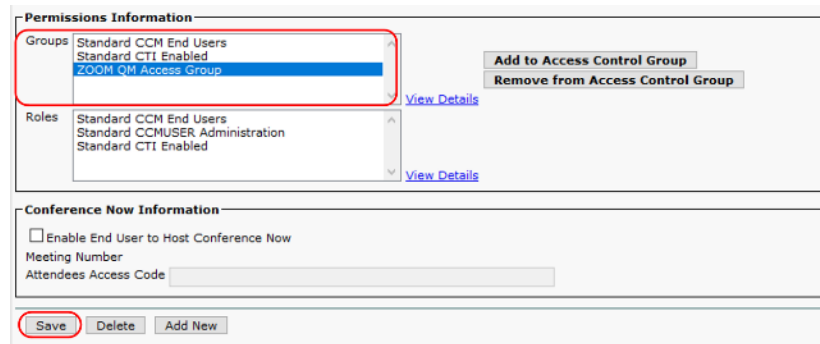 Permissions Information
Groups
Standard CCM End Users
Standard CTI Enabled
ZOOM QM Access Group
View Details
Add to Access Control Group
Remove from Access Control Group
Roles
Standard CCM End Users
Standard CCMUSER Administration
Standard CTI Enabled
View Details
Conference Now Information
Enable End User to Host Conference Now
Meeting Number
Attendees Access Code
Save Delete Add New